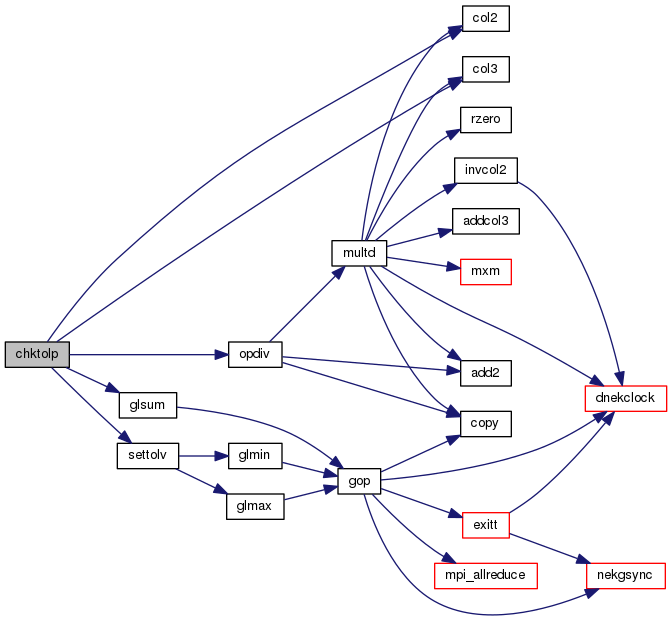 col2
col3
rzero
invcol2
addcol3
multd
mxm
chktolp
opdiv
add2
dnekclock
glsum
copy
settolv
glmin
gop
glmax
exitt
mpi_allreduce
nekgsync